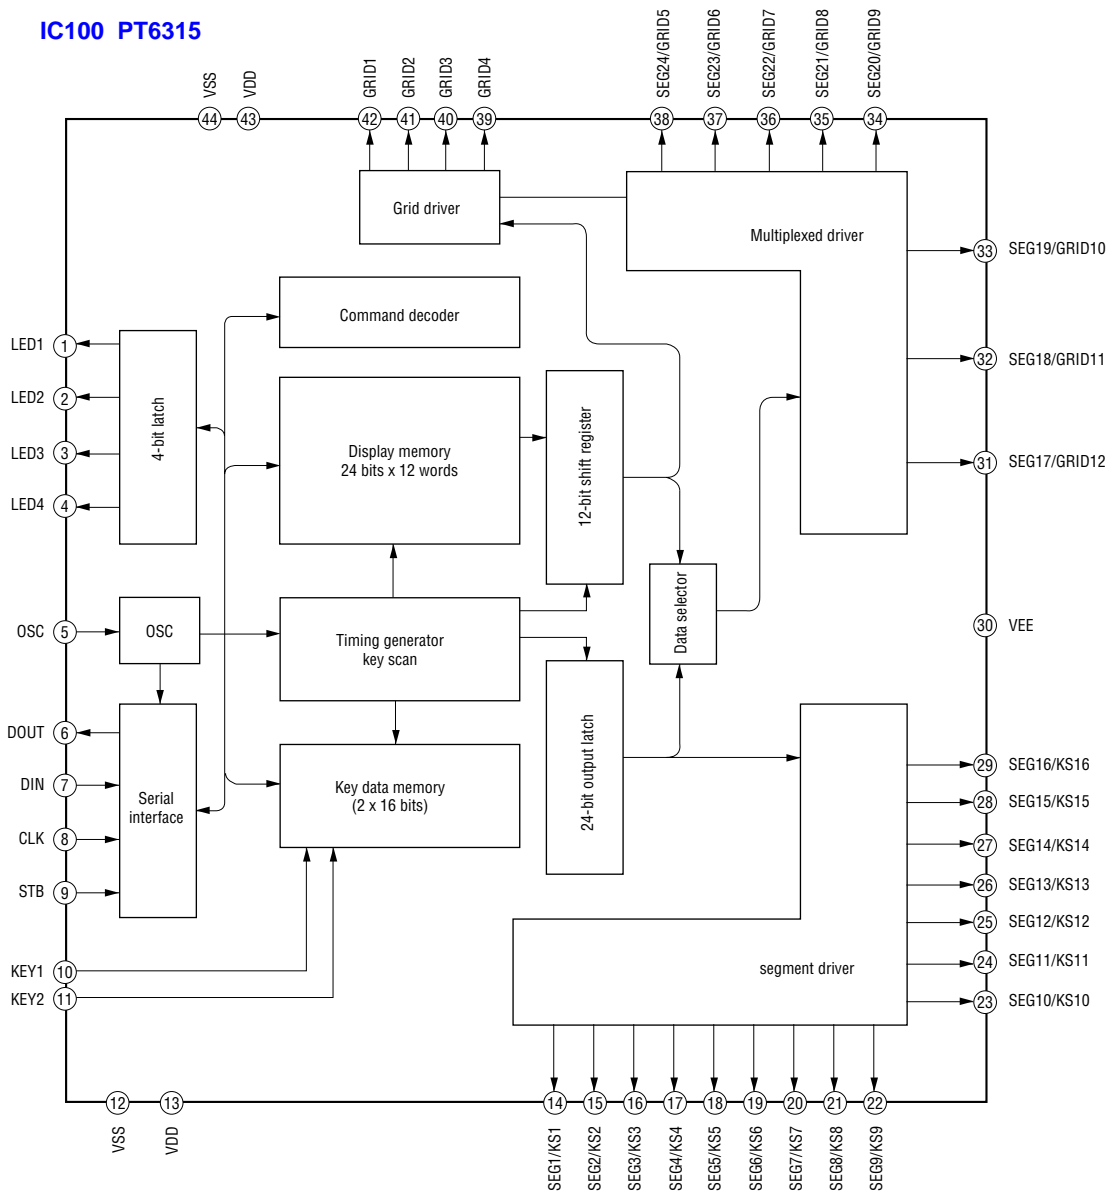 IC100 PT6315
VSS
VDD
GRID1
GRID2
GRID3
GRID4
SEG24/GRID5
SEG23/GRID6
SEG22/GRID7
SEG21/GRID8
SEG20/GRID9
44
43
42
41
40
39
38
37
36
35
34
Grid driver
Multiplexed driver
33
SEG19/GRID10
Command decoder
LED1
1
32
SEG18/GRID11
LED2
2
4-bit latch
LED3
3
Display memory
24 bits x 12 words
12-bit shift register
31
SEG17/GRID12
LED4
4
OSC
5
OSC
Timing generator
key scan
Data selector
30
VEE
DOUT
6
DIN
7
Serial
interface
CLK
8
STB
9
Key data memory
(2 x 16 bits)
24-bit output latch
29
SEG16/KS16
28
SEG15/KS15
27
SEG14/KS14
26
SEG13/KS13
25
SEG12/KS12
24
SEG11/KS11
23
SEG10/KS10
segment driver
KEY1
10
KEY2
11
12
13
14
15
16
17
18
19
20
21
22
VSS
VDD
SEG1/KS1
SEG2/KS2
SEG3/KS3
SEG4/KS4
SEG5/KS5
SEG6/KS6
SEG7/KS7
SEG8/KS8
SEG9/KS9